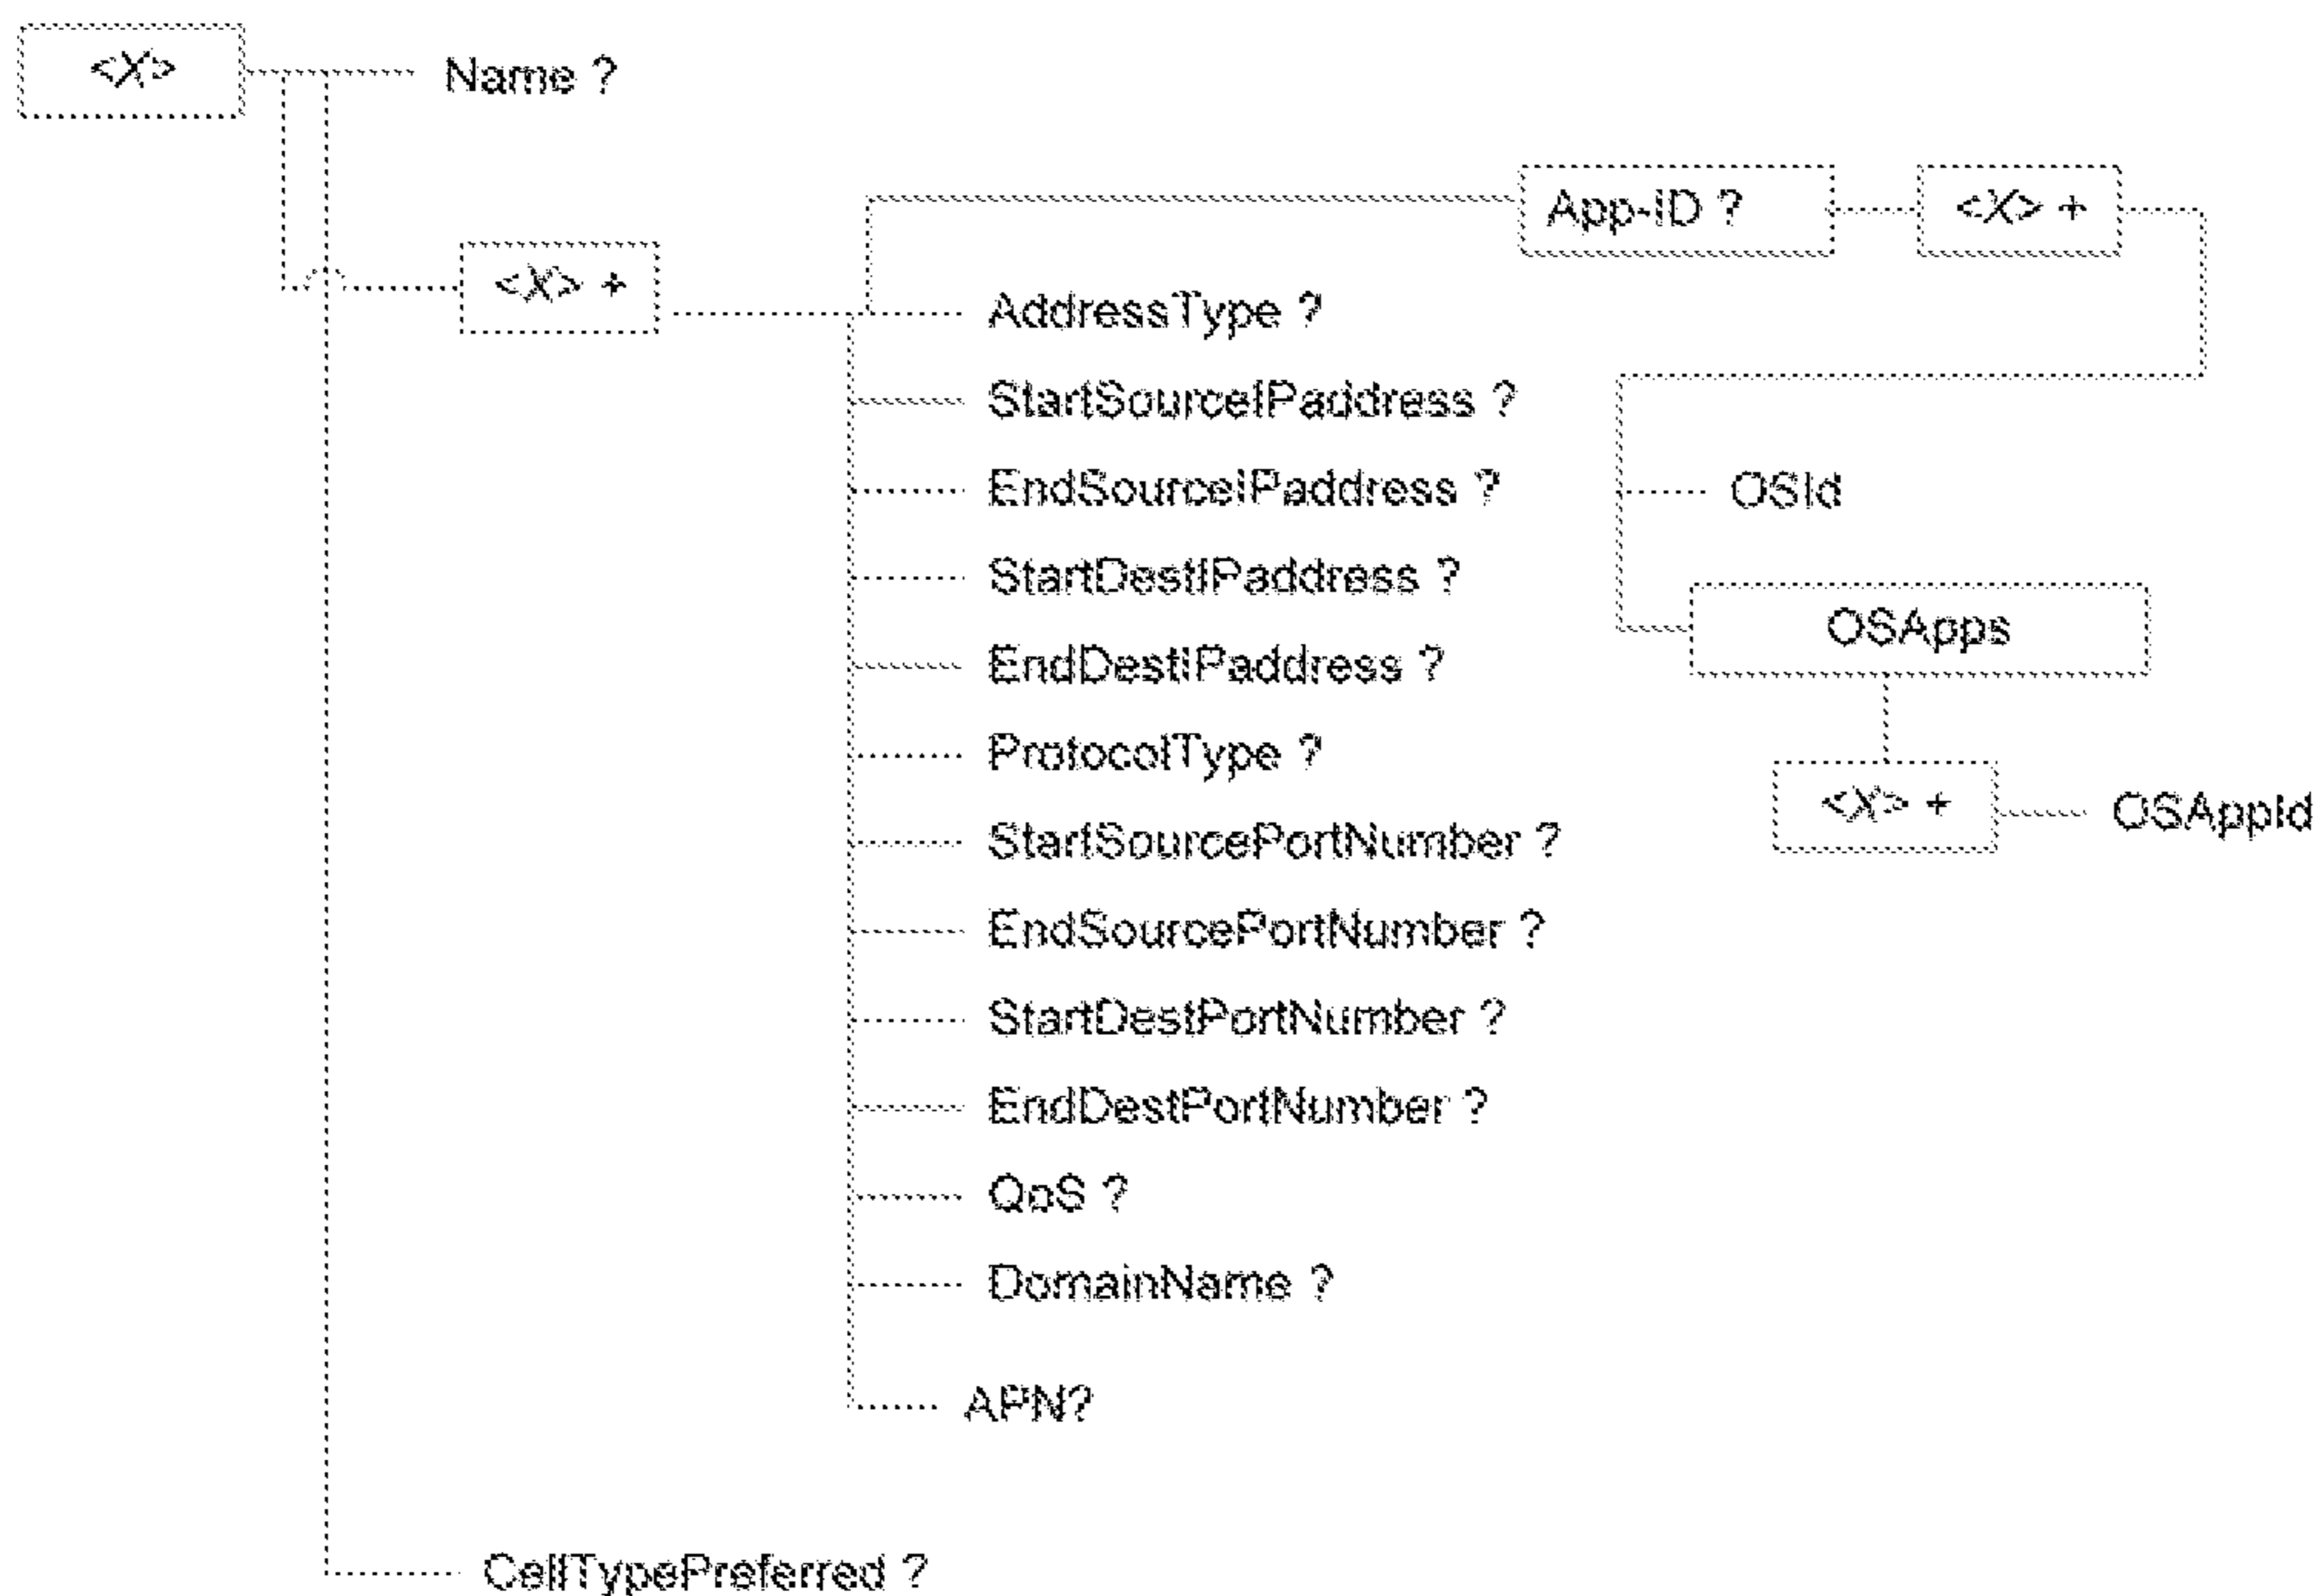 <X>
Name ?
App-ID ?
<X> +
<X> +
AddressType ?
StartSourceIPaddress ?
EndSourceIPaddress ?
OSId
StartDestIPaddress ?
OSApps
EndDestIPaddress ?
ProtocolType ?
<X> +
OSAppId
StartSourcePortNumber ?
EndSourcePortNumber ?
StartDestPortNumber ?
EndDestPortNumber ?
QoS ?
DomainName ?
APN?
CellTypePreferred ?